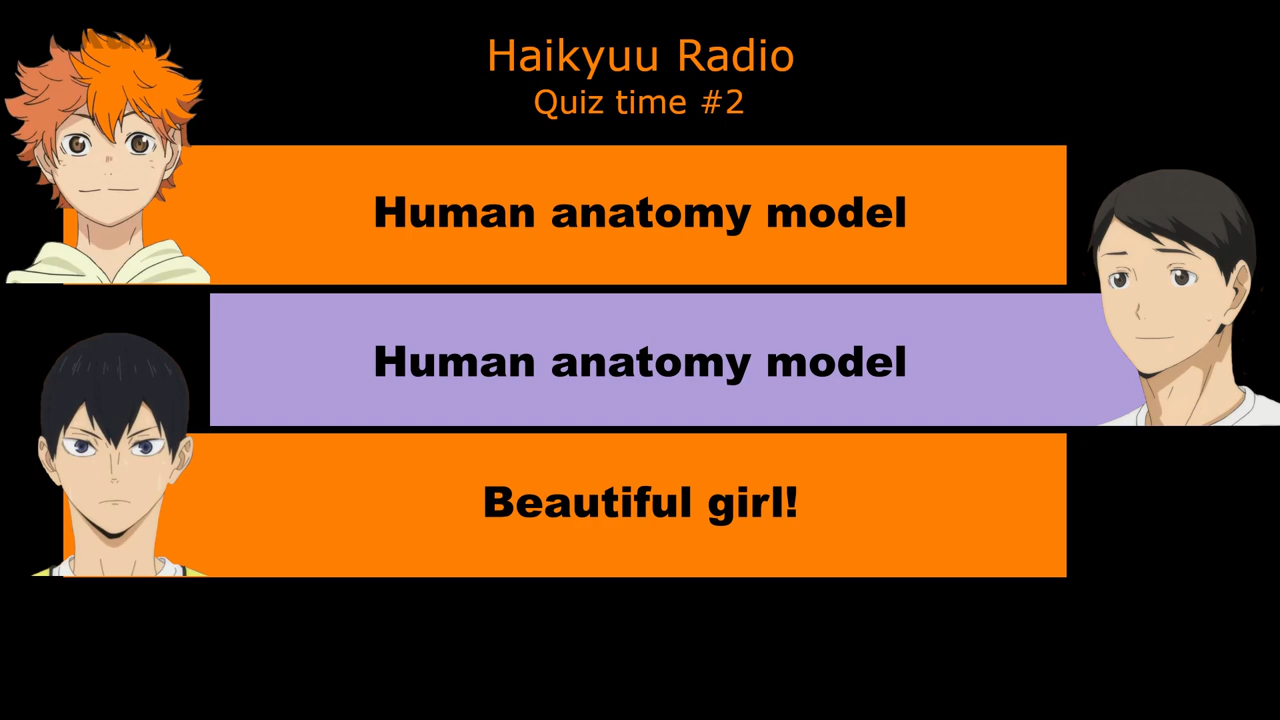 Haikyuu Radio
Quiz time #2
Human anatomy model
Human anatomy model
Beautiful girl!